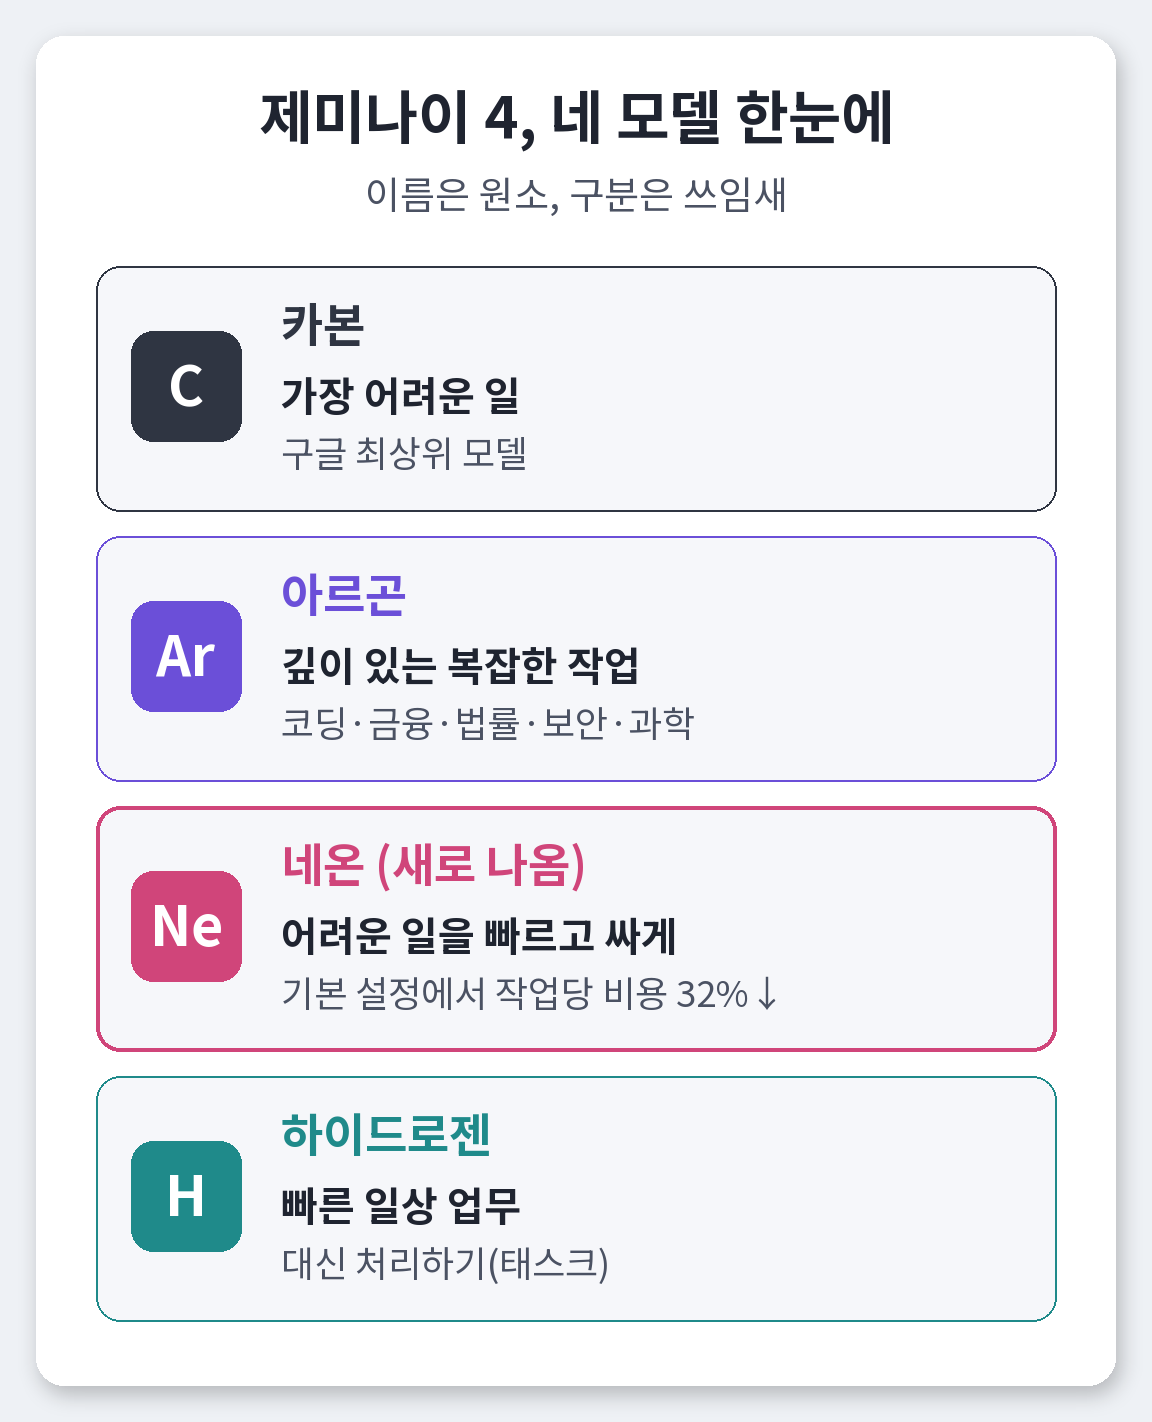 제미나이 4, 네 모델 한눈에
이름은 원소, 구분은 쓰임새
C
카본
가장 어려운 일
구글 최상위 모델
Ar
아르곤
깊이 있는 복잡한 작업
코딩·금융·법률·보안·과학
Ne
네온 (새로 나옴)
어려운 일을 빠르고 싸게
기본 설정에서 작업당 비용 32%↓
H
하이드로젠
빠른 일상 업무
대신 처리하기(태스크)